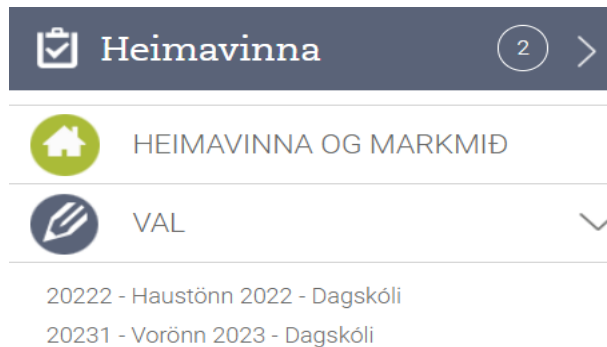 Heimavinna 2
HEIMAVINNA OG MARKMIÐ
VAL
20222 - Haustönn 2022 - Dagskóli
20231 - Vorönn 2023 - Dagskóli